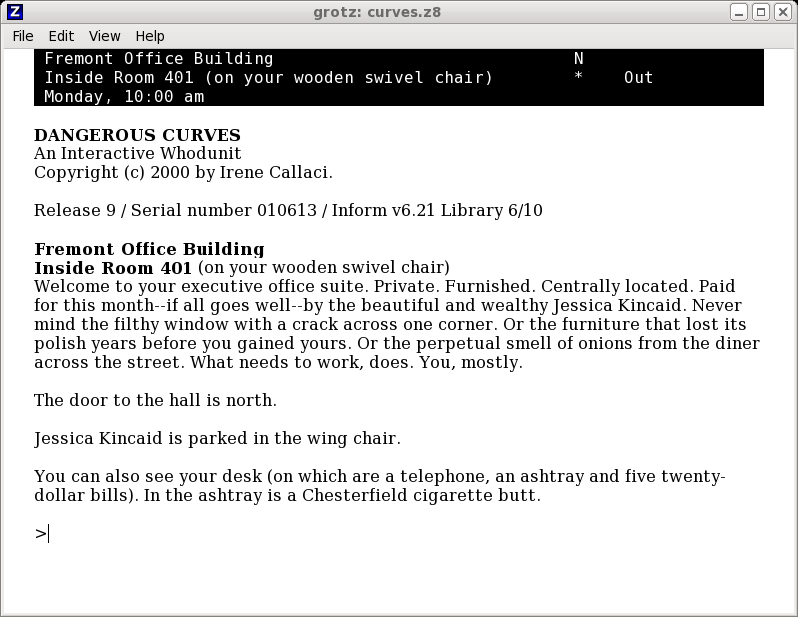 grotz: curves.z8
File Edit View Help
Fremont Office Building N
Inside Room 401 (on your wooden swivel chair) * Out
Monday, 10:00 am
DANGEROUS CURVES
An Interactive Whodunit
Copyright (c) 2000 by Irene Callaci.
Release 9 / Serial number 010613 / Inform v6.21 Library 6/10
Fremont Office Building
Inside Room 401 (on your wooden swivel chair)
Welcome to your executive office suite. Private. Furnished. Centrally located. Paid
for this month--if all goes well--by the beautiful and wealthy Jessica Kincaid. Never
mind the filthy window with a crack across one corner. Or the furniture that lost its
polish years before you gained yours. Or the perpetual smell of onions from the diner
across the street. What needs to work, does. You, mostly.
The door to the hall is north.
Jessica Kincaid is parked in the wing chair.
You can also see your desk (on which are a telephone, an ashtray and five twenty-
dollar bills). In the ashtray is a Chesterfield cigarette butt.
>